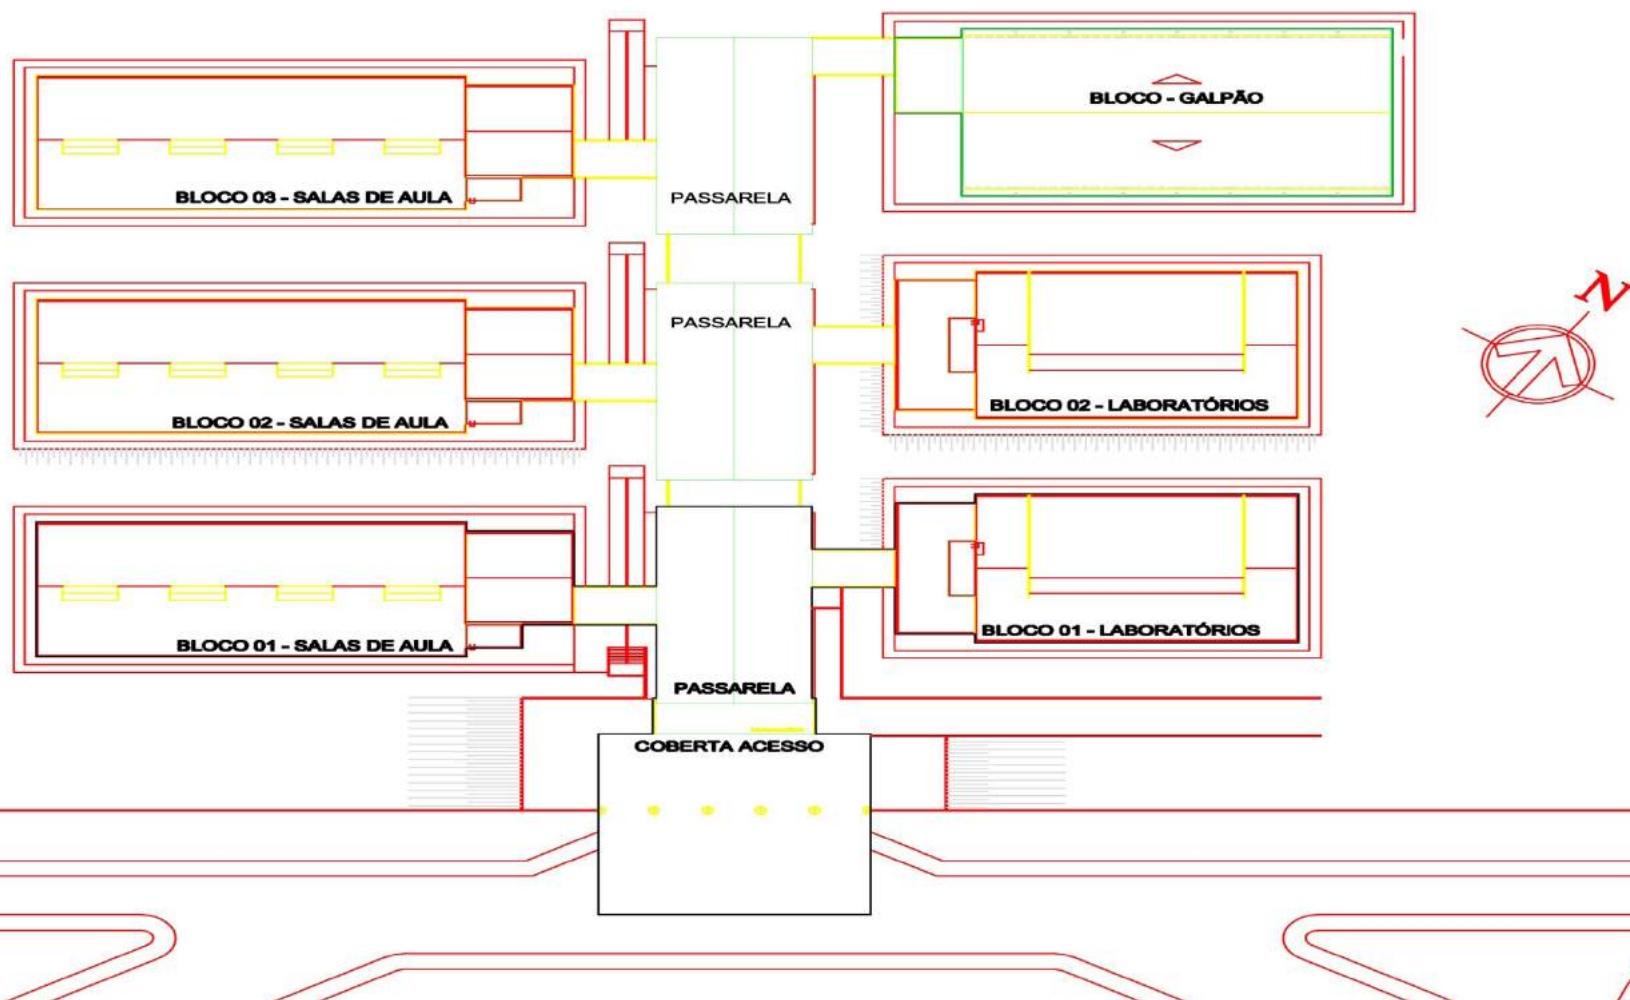 BLOCO - GALPÃO
BLOCO 03 - SALAS DE AULA
PASSARELA
N
PASSARELA
BLOCO 02 - LABORATÓRIOS
BLOCO 02 - SALAS DE AULA
BLOCO 01 - LABORATÓRIOS
BLOCO 01 - SALAS DE AULA
PASSARELA
COBERTA ACESSO